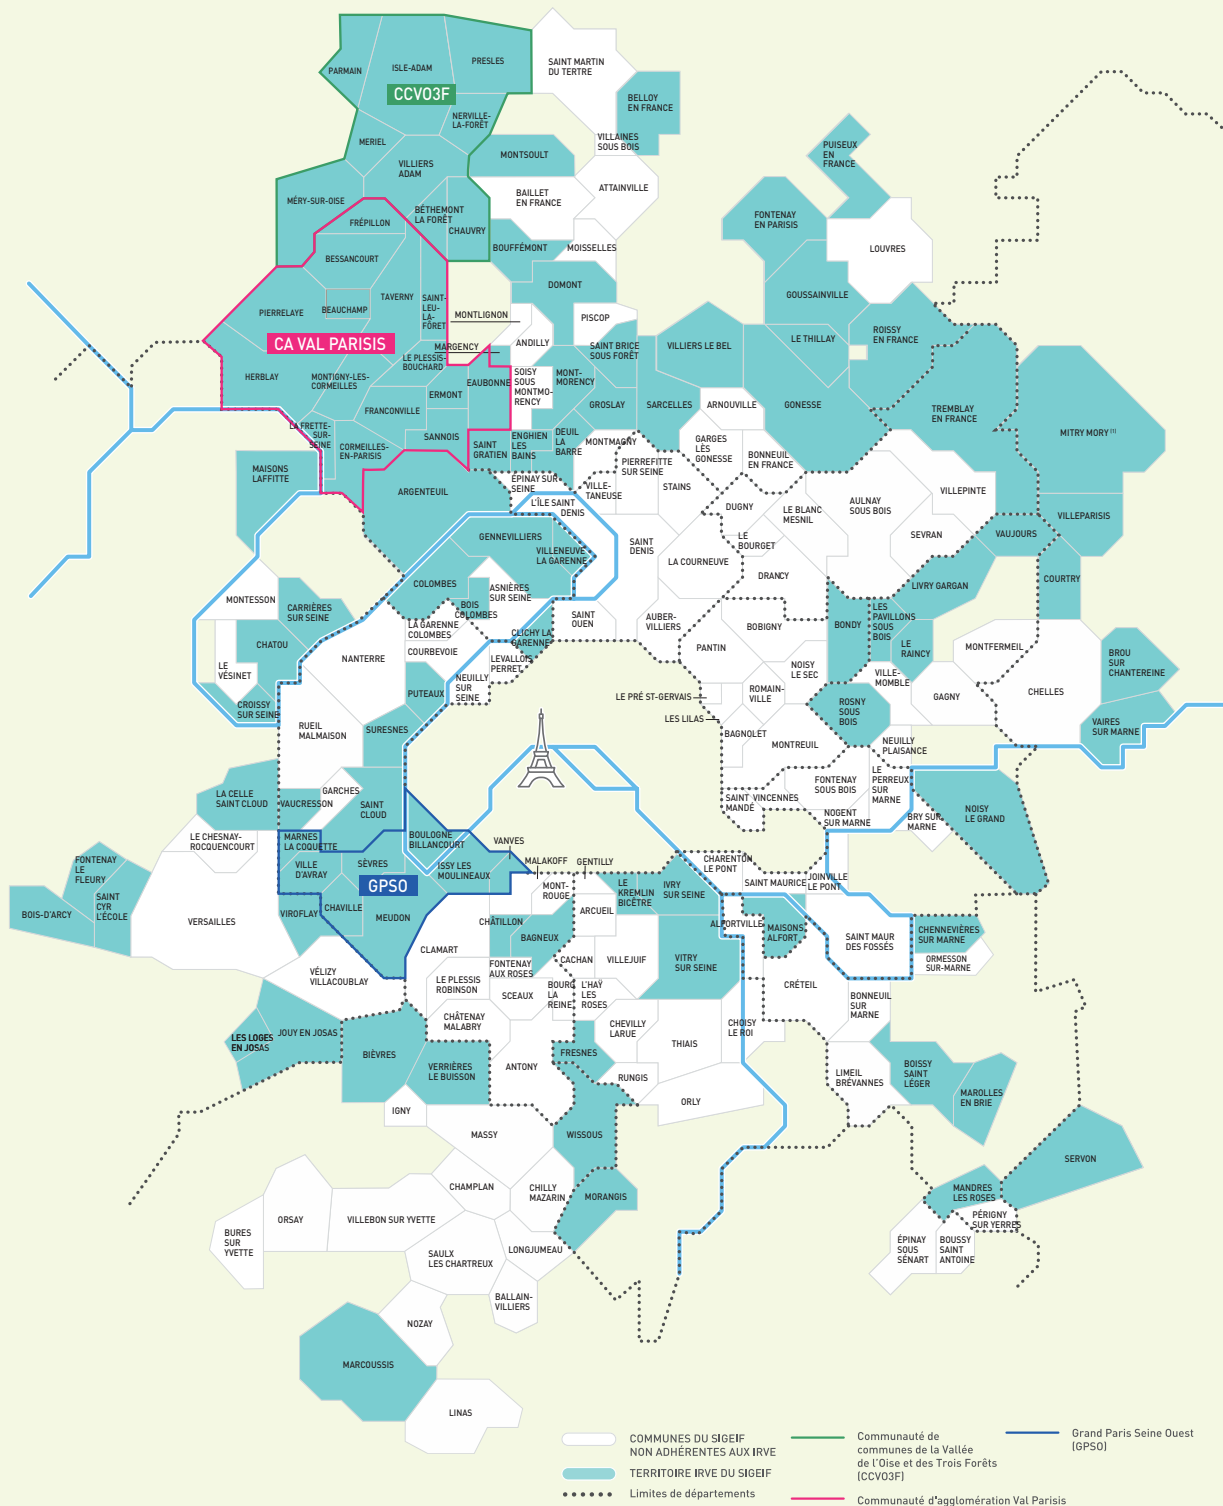 PARMAIN
ISLE-ADAM
PRESLES
CCVO3F
SAINT MARTIN
DU TERTRE
BELLOY
EN FRANCE
NERVILLE-
LA-FORÊT
MERIEL
VILLIERS
ADAM
MONTSOULT
VILLAINES
SOUS BOIS
PUISEUX
EN
FRANCE
MÉRY-SUR-OISE
FRÉPILLON
BÉTHEMONT
LA FORÊT
CHAUVRY
BAILLET
EN FRANCE
ATTAINVILLE
FONTENAY
EN PARISIS
LOUVRES
BESSANCOURT
BOUFFÉMONT
MOISSELLES
DOMONT
GOUSSAINVILLE
PIERRELAYE
BEAUCHAMP
TAVERNY
SAINT-
LEU-
LA-
FORÊT
MONTLIGNON
PISCOP
CA VAL PARISIS
MARGENCY
ANDILLY
SAINT BRICE
SOUS FORÊT
VILLIERS LE BEL
LE THILLAY
ROISSY
EN FRANCE
HERBLAY
MONTIGNY-LES-
CORMEILLES
LE PLESSIS-
BOUCHARD
ERMONT
EAUBONNE
SOISY
SOUS
MONTMO-
RENCY
MONT-
MORENCY
GROSLAY
SARCELLES
ARNOUVILLE
GONESSE
TREMBLAY
EN FRANCE
MITRY MORY (1)
FRANCONVILLE
LA FRETTE-
SUR-
SEINE
CORMEILLES-
EN-PARISIS
SANNOIS
SAINT
GRATIEN
ENGHIEN
LES
BAINS
DEUIL
LA
BARRE
MONTMAGNY
GARGES
LÈS
GONESSE
BONNEUIL
EN FRANCE
MAISONS
LAFFITTE
ARGENTEUIL
ÉPINAY SUR
SEINE
VILLE-
TANEUSE
PIERREFITTE
SUR SEINE
STAINS
DUGNY
LE BLANC
MESNIL
AULNAY
SOUS BOIS
VILLEPINTE
VILLEPARISIS
L'ÎLE SAINT
DENIS
SEVRAN
VAUJOURS
GENNEVILLIERS
VILLENEUVE
LA GARENNE
SAINT
DENIS
LE
BOURGET
LA COURNEUVE
DRANCY
COURTRY
COLOMBES
ASNIÈRES
SUR SEINE
LIVRY GARGAN
MONTESSON
CARRIÈRES
SUR SEINE
BOIS
COLOMBES
SAINT
OUEN
AUBER-
VILLIERS
BOBIGNY
BONDY
LES
PAVILLONS
SOUS
BOIS
LA GARENNE
COLOMBES
CLICHY LA
GARENNE
CHATOU
NANTERRE
COURBEVOIE
LEVALLOIS
PERRET
PANTIN
LE
RAINCY
MONTFERMEIL
BROU
SUR
CHANTEREINE
LE
VÉSINET
NEUILLY
SUR
SEINE
PUTEAUX
NOISY
LE SEC
VILLE-
MOMBLE
GAGNY
CHELLES
CROISSY
SUR SEINE
LE PRÉ ST-GERVAIS
ROMAIN-
VILLE
ROSNY
SOUS
BOIS
LES LILAS
RUEIL
MALMAISON
SURESNES
BAGNOLET
MONTREUIL
NEUILLY
PLAISANCE
VAIRES
SUR MARNE
LA CELLE
SAINT CLOUD
VAUCRESSON
GARCHES
SAINT
CLOUD
SAINT
MANDÉ
VINCENNES
FONTENAY
SOUS BOIS
LE
PERREUX
SUR
MARNE
NOISY
LE GRAND
NOGENT
SUR MARNE
BRY SUR
MARNE
LE CHESNAY-
ROCQUENCOURT
MARNES
LA COQUETTE
BOULOGNE
BILLANCOURT
VANVES
FONTENAY
LE
FLEURY
VILLE
D'AVRAY
SÈVRES
ISSY LES
MOULINEAUX
MALAKOFF
GENTILLY
CHARENTON
LE PONT
SAINT MAURICE
JOINVILLE
LE PONT
GPSO
MONT-
ROUGE
LE
KREMLIN
BICÊTRE
IVRY
SUR SEINE
BOIS-D'ARCY
SAINT
CYR
L'ÉCOLE
VERSAILLES
VIROFLAY
CHAVILLE
MEUDON
CHÂTILLON
BAGNEUX
ARCUEIL
ALFORTVILLE
MAISONS
ALFORT
SAINT MAUR
DES FOSSÉS
CHENNEVIÈRES
SUR MARNE
CLAMART
VÉLIZY
VILLACOUBLAY
FONTENAY
AUX ROSES
CACHAN
VILLEJUIF
VITRY
SUR SEINE
ORMESSON
SUR-MARNE
LE PLESSIS
ROBINSON
SCEAUX
BOURG
LA
REINE
L'HAŸ
LES
ROSES
CRÉTEIL
BONNEUIL
SUR
MARNE
LES LOGES
EN JOSAS
JOUY EN JOSAS
CHÂTENAY
MALABRY
CHEVILLY
LARUE
THIAIS
CHOISY
LE ROI
BIÈVRES
VERRIÈRES
LE BUISSON
ANTONY
FRESNES
RUNGIS
LIMEIL
BRÉVANNES
BOISSY
SAINT
LÉGER
MAROLLES
EN BRIE
IGNY
ORLY
MASSY
WISSOUS
SERVON
CHAMPLAN
CHILLY
MAZARIN
MORANGIS
MANDRES
LES ROSES
ORSAY
VILLEBON SUR YVETTE
PÉRIGNY
SUR YERRES
BURES
SUR
YVETTE
SAULX
LES CHARTREUX
LONGJUMEAU
ÉPINAY
SOUS
SÉNART
BOUSSY
SAINT
ANTOINE
BALLAIN-
VILLIERS
NOZAY
MARCOUSSIS
LINAS
COMMUNES DU SIGEIF
NON ADHÉRENTES AUX IRVE
TERRITOIRE IRVE DU SIGEIF
Limites de départements
Communauté de
communes de la Vallée
de l'Oise et des Trois Forêts
(CCVO3F)
Communauté d'agglomération Val Parisis
Grand Paris Seine Ouest
(GPSO)